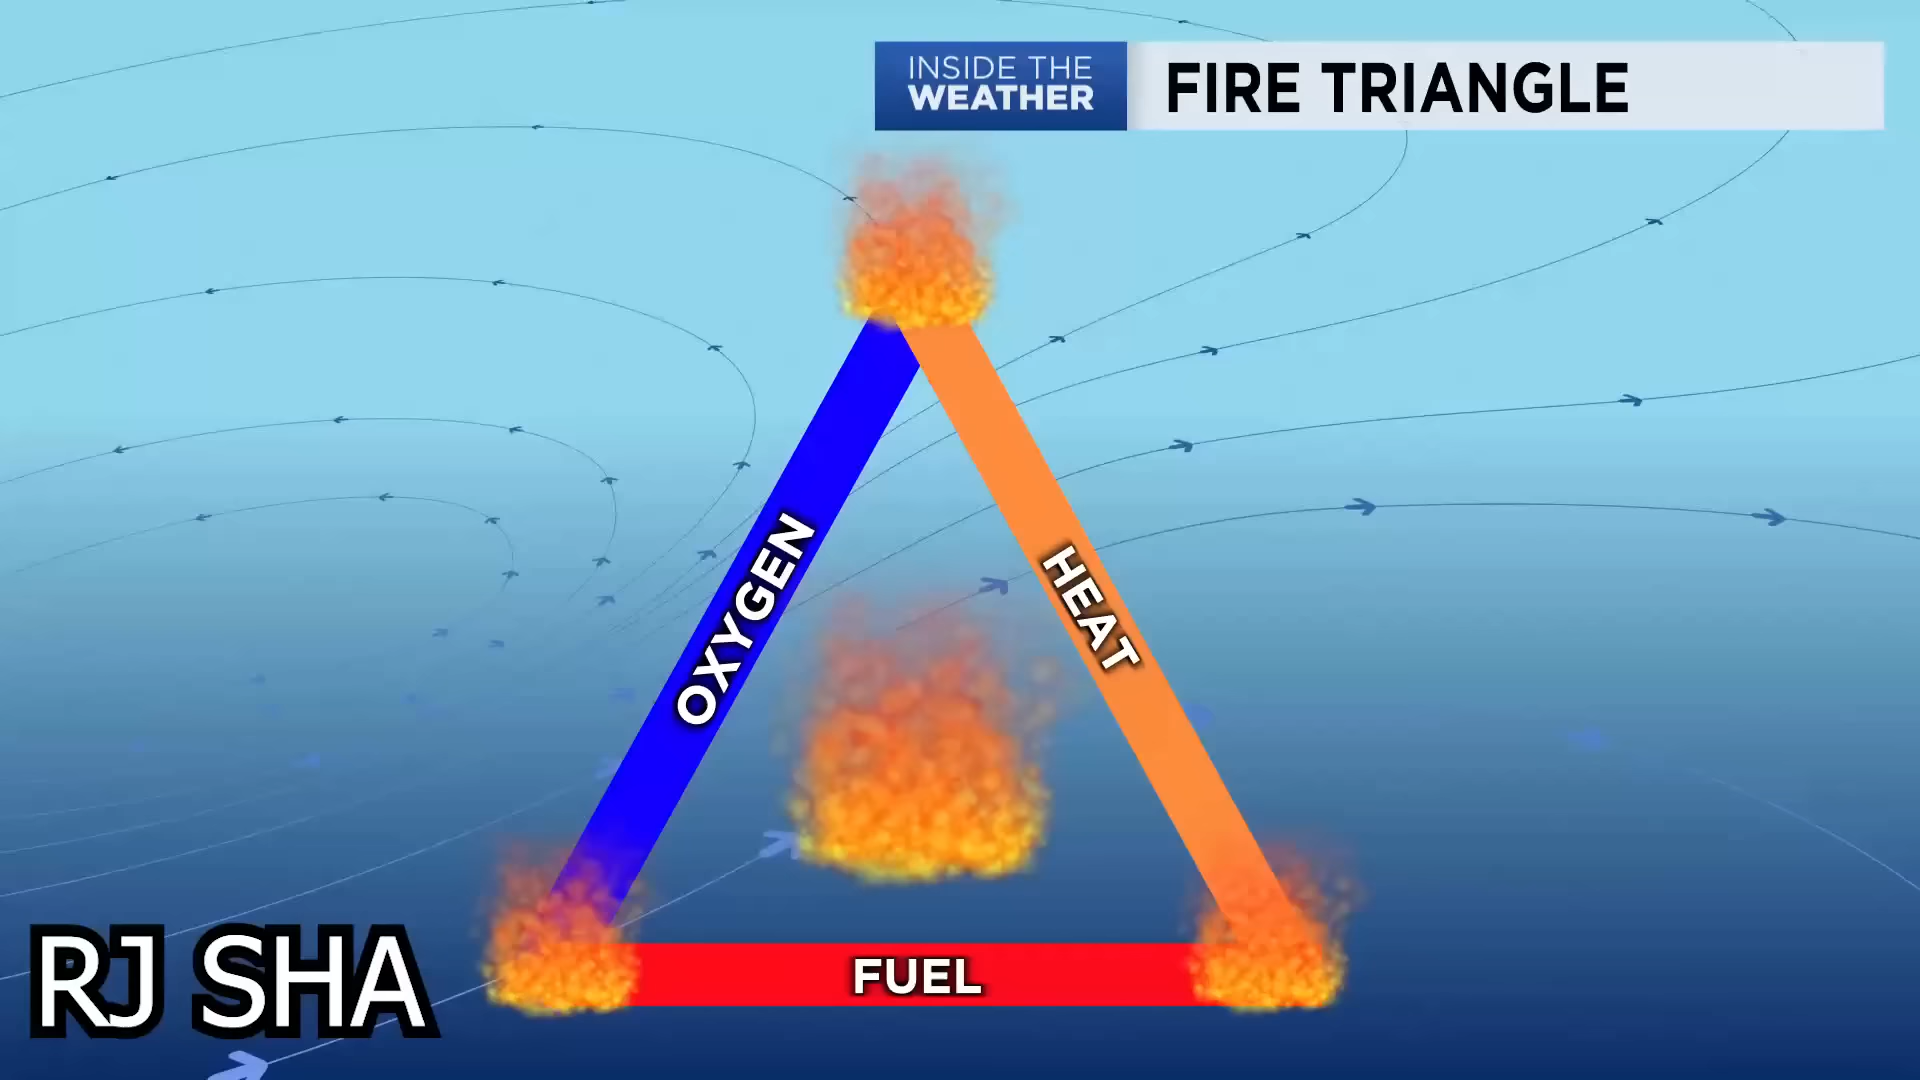 INSIDE THE
WEATHER
FIRE TRIANGLE
OXYGEN
HEAT
FUEL
RJ SHA